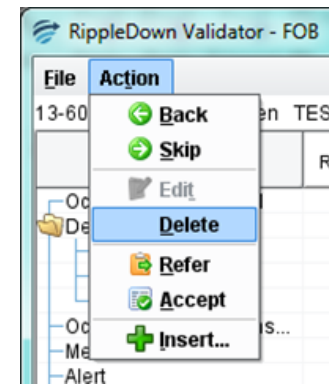 RippleDown Validator - FOB
File Action
13-60 Back en TES
Skip R
Edit
Oc
De Delete
Refer
Accept
Oc Insert... s...
Me
Alert